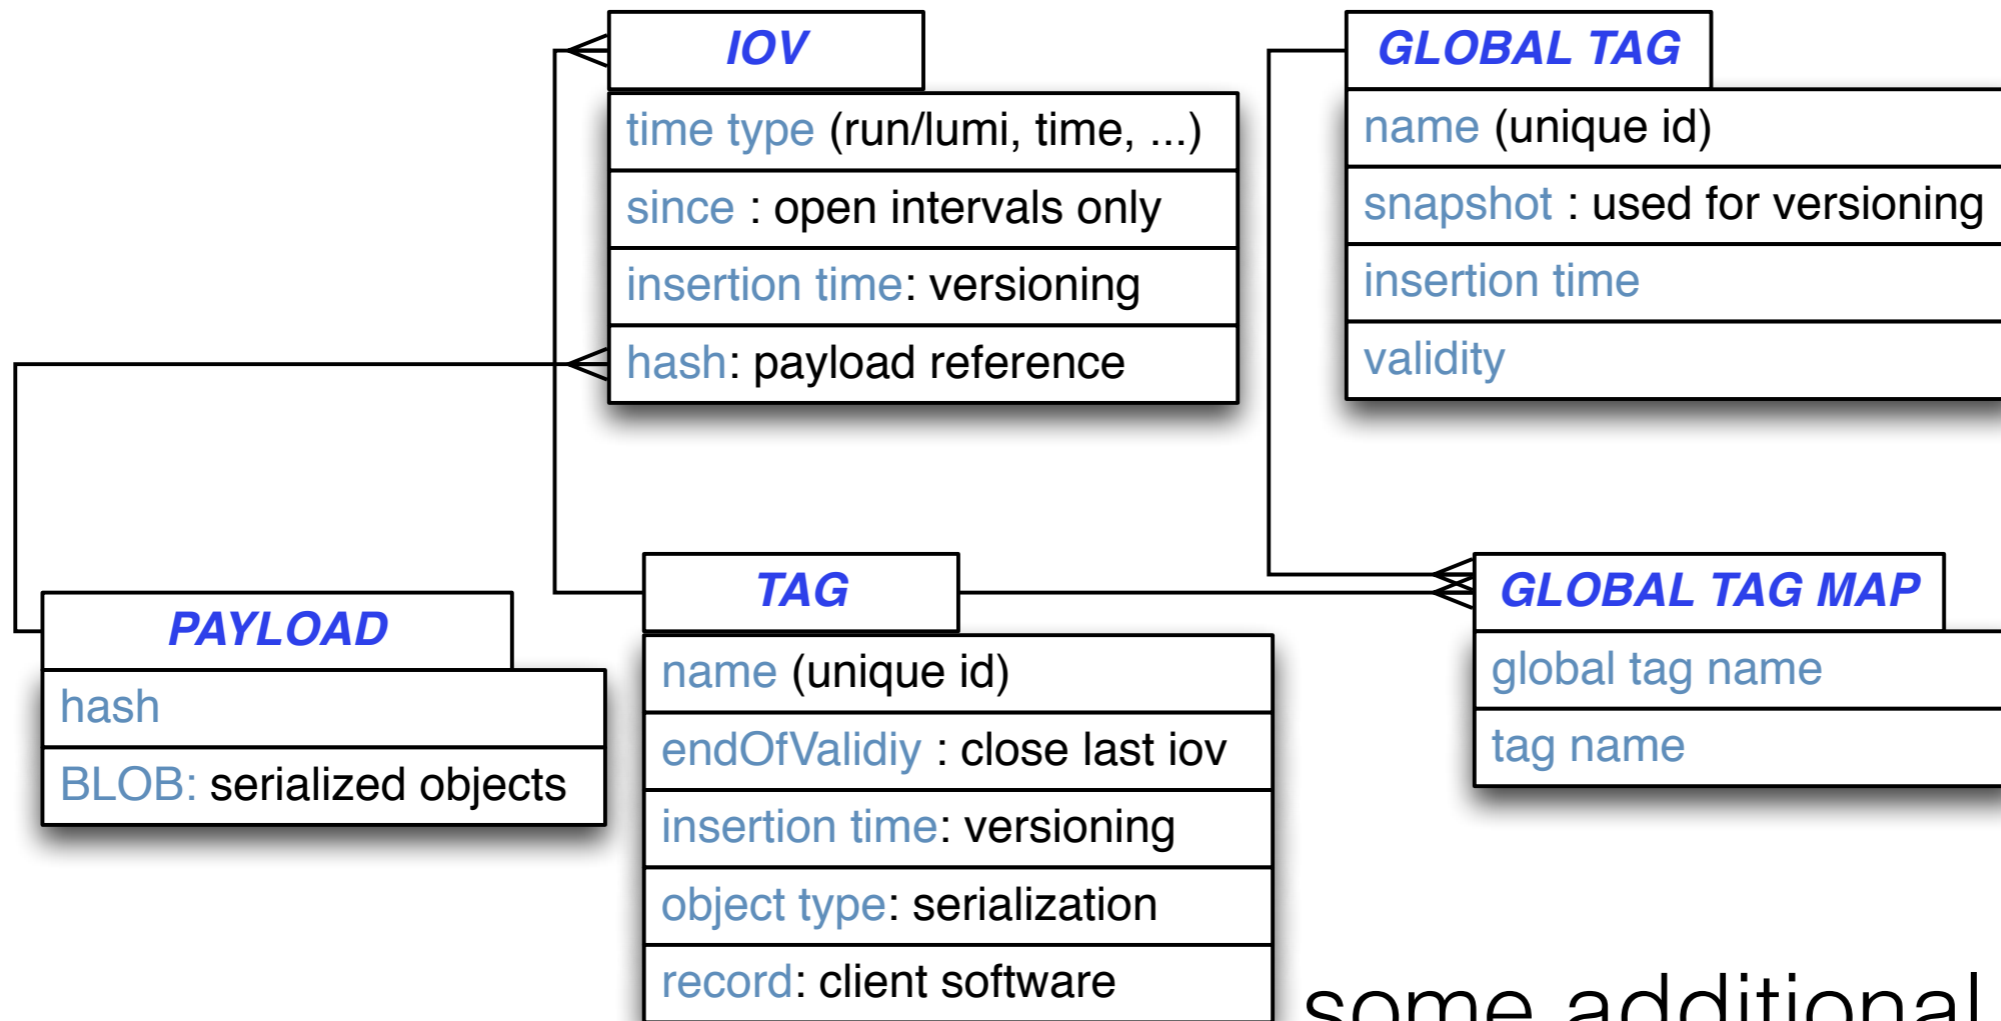 IOV
time type (run/lumi, time, ...)
since : open intervals only
insertion time: versioning
hash: payload reference
GLOBAL TAG
name (unique id)
snapshot : used for versioning
insertion time
validity
PAYLOAD
hash
BLOB: serialized objects
TAG
name (unique id)
endOfValidiy : close last iov
insertion time: versioning
object type: serialization
record: client software
GLOBAL TAG MAP
global tag name
tag name
some additional